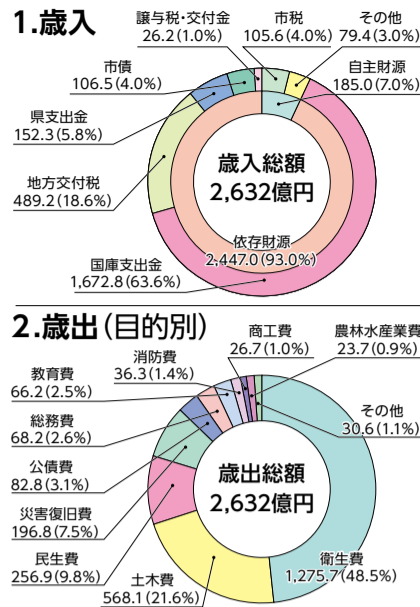 1.歳入
譲与税・交付金
26.2(1.0%)
市税
105.6(4.0%)
その他
79.4(3.0%)
市債
106.5(4.0%)
自主財源
185.0(7.0%)
県支出金
152.3(5.8%)
地方交付税
489.2(18.6%)
歳入総額
2,632億円
依存財源
2,447.0(93.0%)
国庫支出金
1,672.8(63.6%)
2.歳出(目的別)
商工費
26.7(1.0%)
農林水産業費
23.7(0.9%)
消防費
36.3(1.4%)
教育費
66.2(2.5%)
その他
30.6(1.1%)
総務費
68.2(2.6%)
公債費
82.8(3.1%)
歳出総額
2,632億円
災害復旧費
196.8(7.5%)
民生費
256.9(9.8%)
衛生費
1,275.7(48.5%)
土木費
568.1(21.6%)